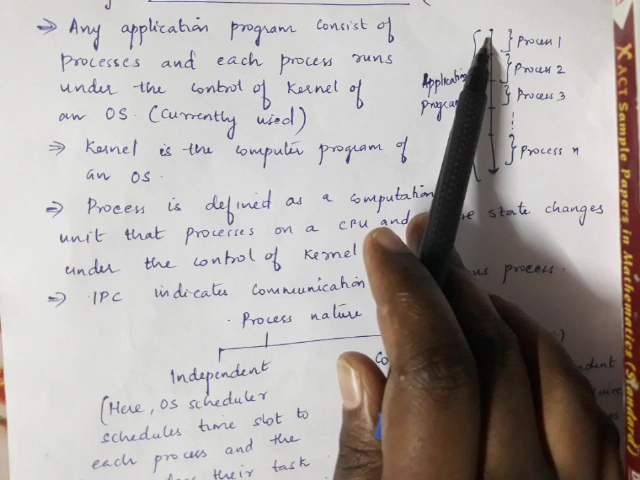 ⇒ Any application program consist of
processes and each process runs
under the control of Kernel of
an OS. (Currently used)
⇒ Kernel is the computer program of
an OS.
⇒ Process is defined as a computation
unit that processes on a CPU and state changes
under the control of Kernel
⇒ IPC indicates communication process.
Process nature
Independent
(Here, OS scheduler
schedules time slot to
each process and the
their task
Application
program
Process 1
Process 2
Process 3
Process n
X ACT Sample Papers in Mathematics (Standard)